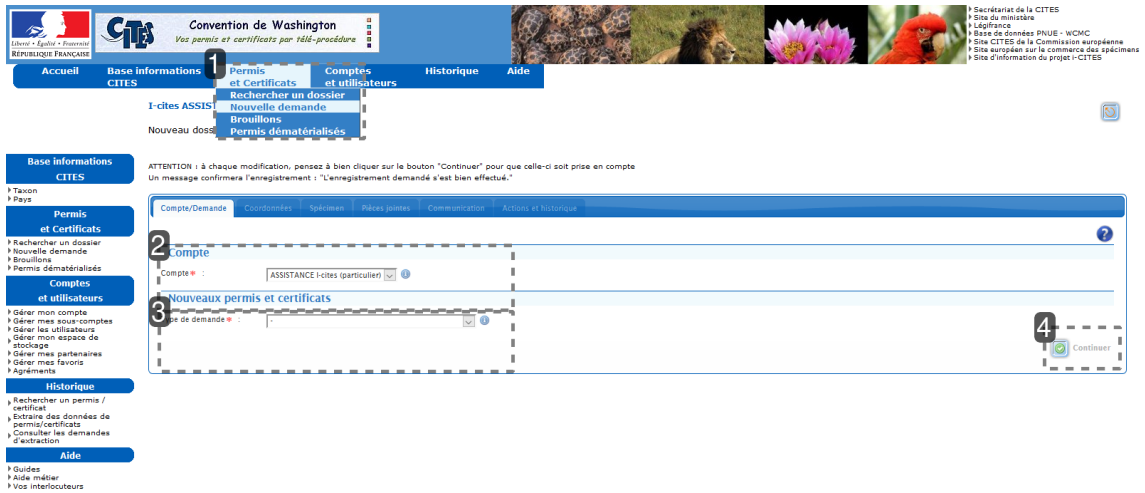 Liberté • Égalité • Fraternité
RÉPUBLIQUE FRANÇAISE
CITES
Convention de Washington
Vos permis et certificats par télé-procédure
Secrétariat de la CITES
Site du ministère
Légifrance
Base de données PNUE - WCMC
Site CITES de la Commission européenne
Site européen sur le commerce des spécimens
Site d'information du projet i-CITES
1
Accueil
Base informations
CITES
Permis
et Certificats
Comptes
et utilisateurs
Historique
Aide
Rechercher un dossier
Nouvelle demande
Brouillons
Permis dématérialisés
I-cites ASSIST
Nouveau doss
Base informations
CITES
Taxon
Pays
Permis
et Certificats
Rechercher un dossier
Nouvelle demande
Brouillons
Permis dématérialisés
Comptes
et utilisateurs
Gérer mon compte
Gérer mes sous-comptes
Gérer les utilisateurs
Gérer mon espace de
stockage
Gérer mes partenaires
Gérer mes favoris
Agréments
Historique
Rechercher un permis /
certificat
Extraire des données de
permis/certificats
Consulter les demandes
d'extraction
Aide
Guides
Aide métier
Vos interlocuteurs
ATTENTION : à chaque modification, pensez à bien cliquer sur le bouton "Continuer" pour que celle-ci soit prise en compte
Un message confirmera l'enregistrement : "L'enregistrement demandé s'est bien effectué."
Compte/Demande
Coordonnées
Spécimen
Pièces jointes
Communication
Actions et historique
2
Compte
Compte* :
ASSISTANCE I-cites (particulier)
Nouveaux permis et certificats
3
pe de demande* :
-
4
Continuer